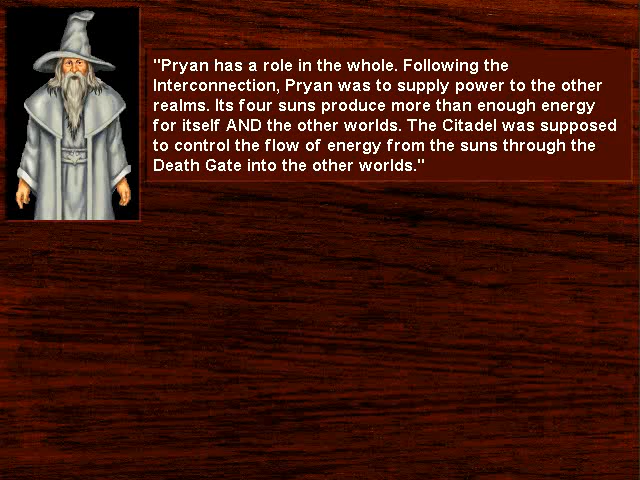 "Pryan has a role in the whole. Following the
Interconnection, Pryan was to supply power to the other
realms. Its four suns produce more than enough energy
for itself AND the other worlds. The Citadel was supposed
to control the flow of energy from the suns through the
Death Gate into the other worlds."